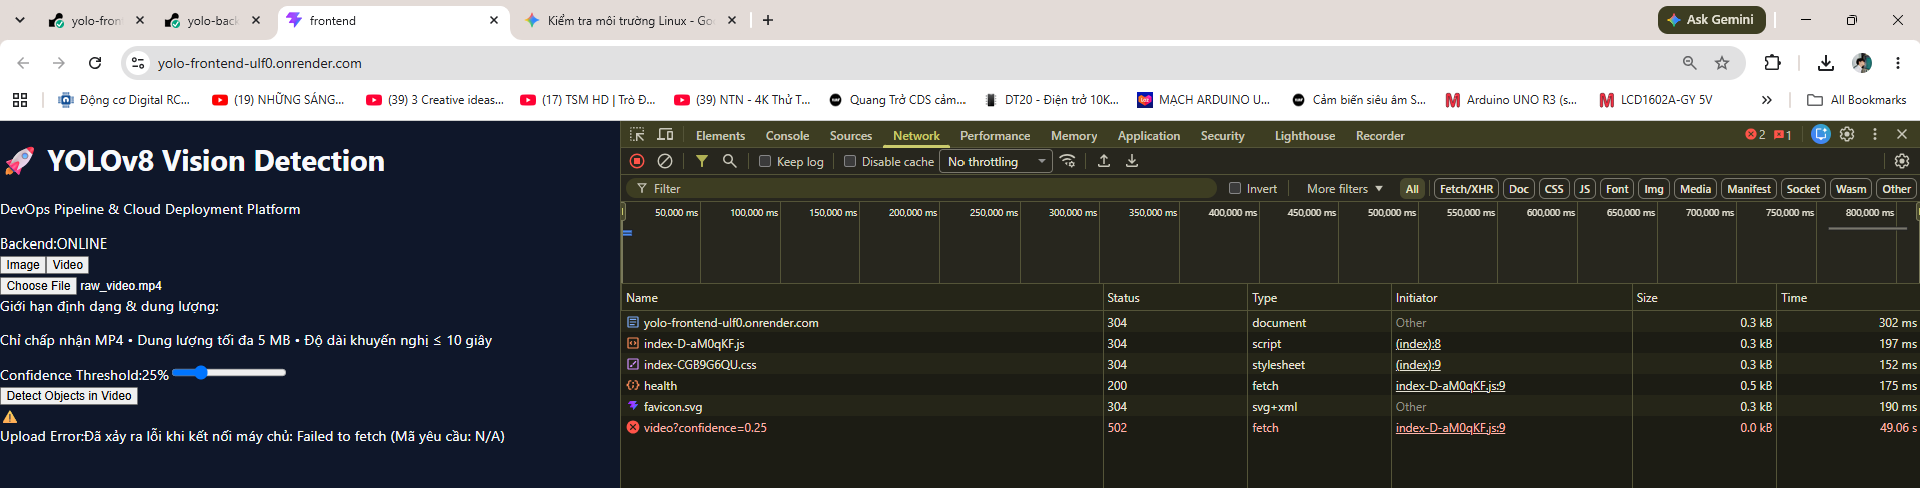 yolo-fron
yolo-back
frontend
Kiểm tra môi trường Linux - Goo
Ask Gemini
yolo-frontend-ulf0.onrender.com
Động cơ Digital RC...
(19) NHỮNG SÁNG...
(39) 3 Creative ideas...
(17) TSM HD | Trò Đ...
(39) NTN - 4K Thử T...
Quang Trở CDS cảm...
DT20 - Điện trở 10K...
MẠCH ARDUINO U...
Cảm biến siêu âm S...
Arduino UNO R3 (s...
LCD1602A-GY 5V
All Bookmarks
🚀 YOLOv8 Vision Detection
DevOps Pipeline & Cloud Deployment Platform
Backend:ONLINE
Image Video
Choose File raw_video.mp4
Giới hạn định dạng & dung lượng:
Chỉ chấp nhận MP4 • Dung lượng tối đa 5 MB • Độ dài khuyến nghị ≤ 10 giây
Confidence Threshold:25%
Detect Objects in Video
⚠️
Upload Error:Đã xảy ra lỗi khi kết nối máy chủ: Failed to fetch (Mã yêu cầu: N/A)
Elements Console Sources Network Performance Memory Application Security Lighthouse Recorder 2 1
Keep log Disable cache No throttling
Filter Invert More filters All Fetch/XHR Doc CSS JS Font Img Media Manifest Socket Wasm Other
50,000 ms 100,000 ms 150,000 ms 200,000 ms 250,000 ms 300,000 ms 350,000 ms 400,000 ms 450,000 ms 500,000 ms 550,000 ms 600,000 ms 650,000 ms 700,000 ms 750,000 ms 800,000 ms
Name Status Type Initiator Size Time
yolo-frontend-ulf0.onrender.com 304 document Other 0.3 kB 302 ms
index-D-aM0qKF.js 304 script (index):8 0.3 kB 197 ms
index-CGB9G6QU.css 304 stylesheet (index):9 0.3 kB 152 ms
health 200 fetch index-D-aM0qKF.js:9 0.5 kB 175 ms
favicon.svg 304 svg+xml Other 0.3 kB 190 ms
video?confidence=0.25 502 fetch index-D-aM0qKF.js:9 0.0 kB 49.06 s